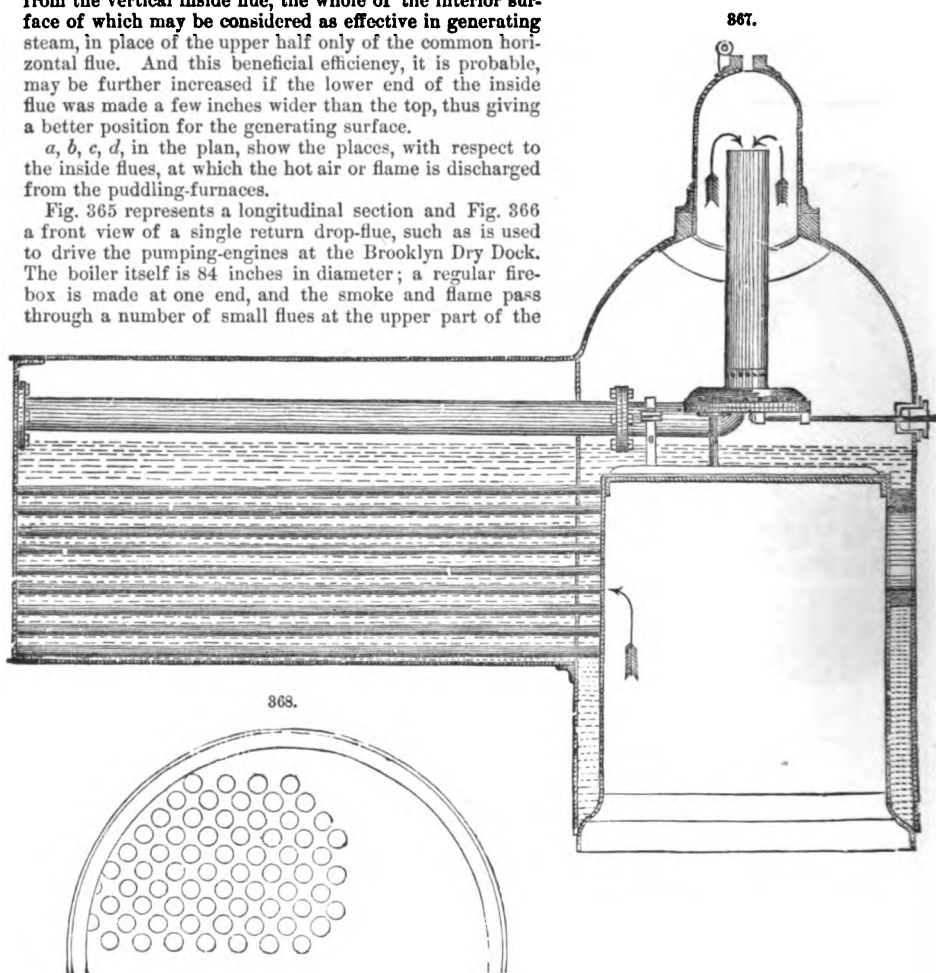 from the vertical inside flue, the whole of the interior sur-
face of which may be considered as effective in generating
steam, in place of the upper half only of the common hori-
zontal flue. And this beneficial efficiency, it is probable,
may be further increased if the lower end of the inside
flue was made a few inches wider than the top, thus giving
a better position for the generating surface.
a, b, c, d, in the plan, show the places, with respect to
the inside flues, at which the hot air or flame is discharged
from the puddling-furnaces.
Fig. 365 represents a longitudinal section and Fig. 366
a front view of a single return drop-flue, such as is used
to drive the pumping-engines at the Brooklyn Dry Dock.
The boiler itself is 84 inches in diameter; a regular fire-
box is made at one end, and the smoke and flame pass
through a number of small flues at the upper part of the
367.
368.